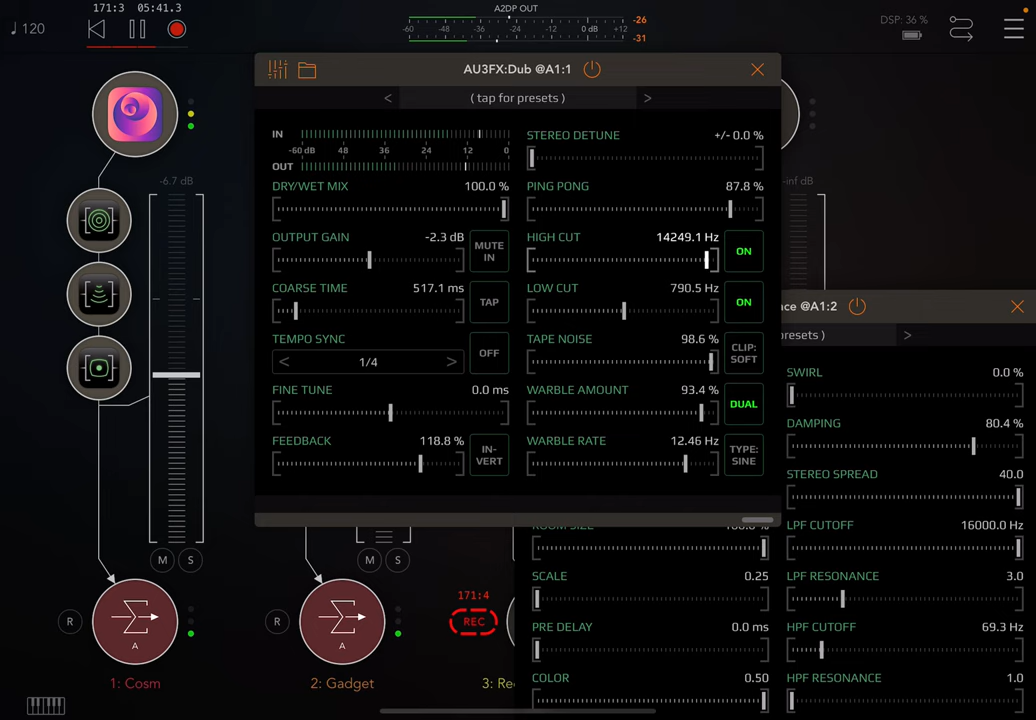 171:3 05:41.3
♩ 120
A2DP OUT
-60 -48 -36 -24 -12 0 dB +12
-26
-31
DSP: 36 %
AU3FX:Dub @A1:1
< ( tap for presets ) >
IN
-60 dB 48 36 24 12 0
OUT
DRY/WET MIX 100.0 %
OUTPUT GAIN -2.3 dB
MUTE
IN
COARSE TIME 517.1 ms
TAP
TEMPO SYNC
< 1/4 >
OFF
FINE TUNE 0.0 ms
FEEDBACK 118.8 %
IN-
VERT
STEREO DETUNE +/- 0.0 %
PING PONG 87.8 %
HIGH CUT 14249.1 Hz
ON
LOW CUT 790.5 Hz
ON
TAPE NOISE 98.6 %
CLIP:
SOFT
WARBLE AMOUNT 93.4 %
DUAL
WARBLE RATE 12.46 Hz
TYPE:
SINE
-6.7 dB
-inf dB
nce @A1:2
presets ) >
SWIRL 0.0 %
DAMPING 80.4 %
STEREO SPREAD 40.0
LPF CUTOFF 16000.0 Hz
LPF RESONANCE 3.0
HPF CUTOFF 69.3 Hz
HPF RESONANCE 1.0
SCALE 0.25
PRE DELAY 0.0 ms
COLOR 0.50
M S
M S
R
A
1: Cosm
R
A
2: Gadget
171:4
REC
3: Re